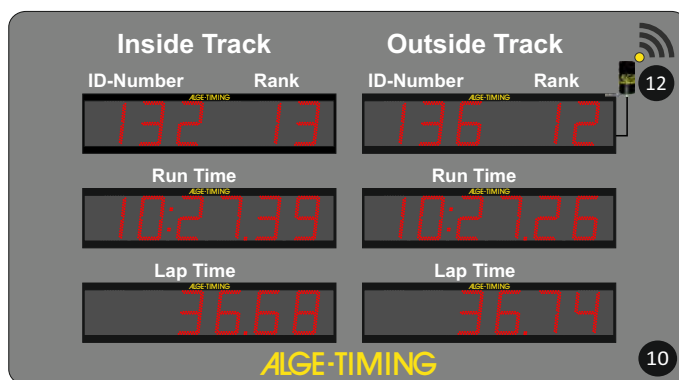 Inside Track Outside Track
ID-Number Rank ID-Number Rank
12
ALGE-TIMING ALGE-TIMING
132 13 136 12
Run Time Run Time
ALGE-TIMING ALGE-TIMING
10:27.39 10:27.26
Lap Time Lap Time
ALGE-TIMING ALGE-TIMING
36.68 36.74
ALGE-TIMING
10